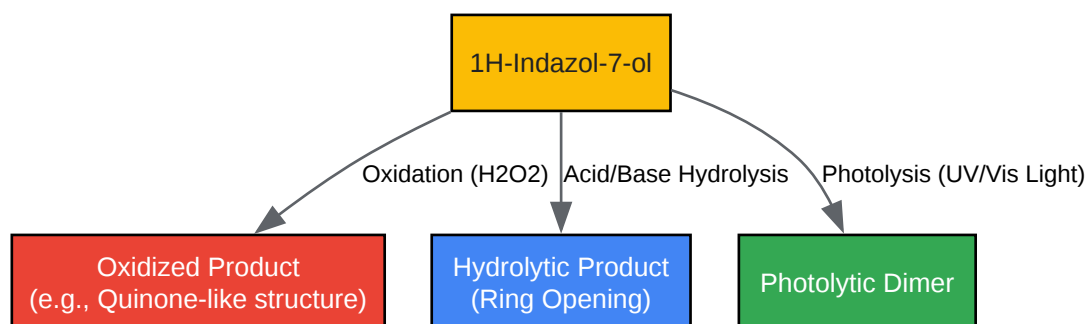 1H-Indazol-7-ol
Oxidation (H2O2)
Acid/Base Hydrolysis
Photolysis (UV/Vis Light)
Oxidized Product
(e.g., Quinone-like structure)
Hydrolytic Product
(Ring Opening)
Photolytic Dimer